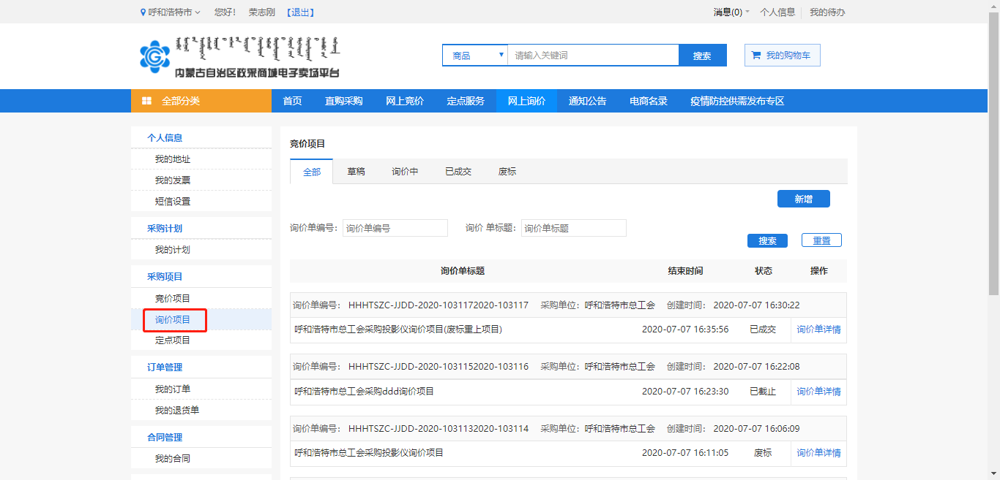 呼和浩特市 您好！ 荣志刚 【退出】 消息(0) 个人信息 我的待办
内蒙古自治区政采商城电子卖场平台
商品 请输入关键词 搜索 我的购物车
全部分类 首页 直购采购 网上竞价 定点服务 网上询价 通知公告 电商名录 疫情防控供需发布专区
个人信息
我的地址
我的发票
短信设置
采购计划
我的计划
采购项目
竞价项目
询价项目
定点项目
订单管理
我的订单
我的退货单
合同管理
我的合同
竞价项目
全部 草稿 询价中 已成交 废标
新增
询价单编号： 询价单编号 询价 单标题： 询价单标题
搜索 重置
询价单标题 结束时间 状态 操作
询价单编号： HHHTSZC-JJDD-2020-1031172020-103117 采购单位： 呼和浩特市总工会 创建时间： 2020-07-07 16:30:22
呼和浩特市总工会采购投影仪询价项目(废标重上项目) 2020-07-07 16:35:56 已成交 询价单详情
询价单编号： HHHTSZC-JJDD-2020-1031152020-103116 采购单位： 呼和浩特市总工会 创建时间： 2020-07-07 16:22:08
呼和浩特市总工会采购ddd询价项目 2020-07-07 16:23:30 已截止 询价单详情
询价单编号： HHHTSZC-JJDD-2020-1031132020-103114 采购单位： 呼和浩特市总工会 创建时间： 2020-07-07 16:06:09
呼和浩特市总工会采购投影仪询价项目 2020-07-07 16:11:05 废标 询价单详情